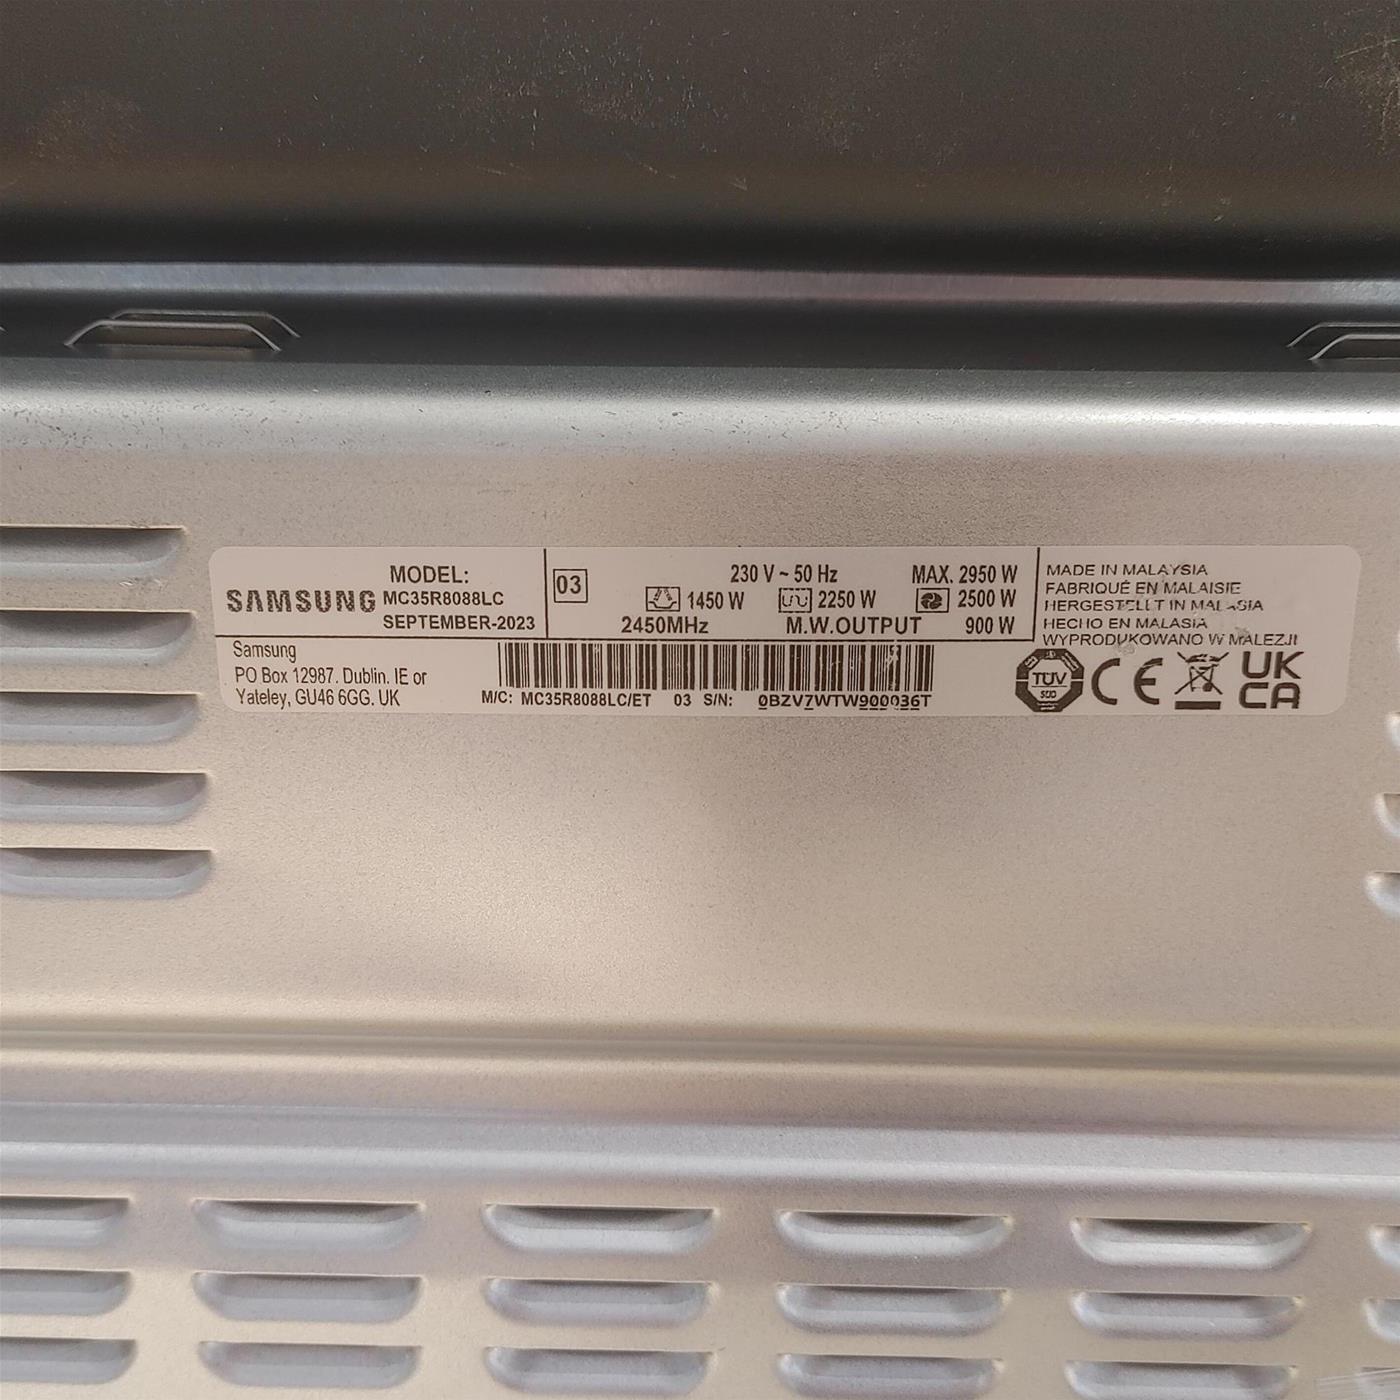 SAMSUNG
MODEL:
MC35R8088LC
SEPTEMBER-2023
03
230 V ~ 50 Hz MAX. 2950 W
1450 W 2250 W 2500 W
2450MHz M.W.OUTPUT 900 W
MADE IN MALAYSIA
FABRIQUÉ EN MALAISIE
HERGESTELLT IN MALASIA
HECHO EN MALASIA
WYPRODUKOWANO W MALEZJI
Samsung
PO Box 12987. Dublin. IE or
Yateley, GU46 6GG. UK
M/C: MC35R8088LC/ET 03 S/N: 0BZV7WTW900036T
TÜV
SÜD
CE
UK
CA